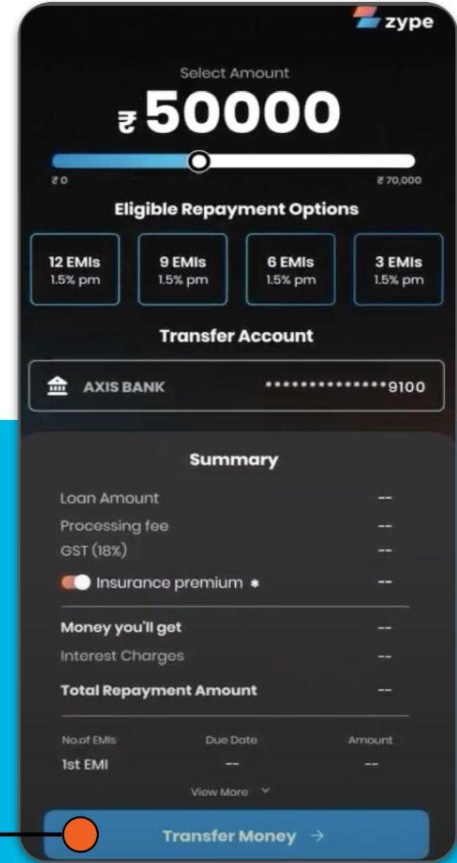 zype
Select Amount
₹ 50000
₹ 0 ₹ 70,000
Eligible Repayment Options
12 EMIs 9 EMIs 6 EMIs 3 EMIs
1.5% pm 1.5% pm 1.5% pm 1.5% pm
Transfer Account
AXIS BANK **************9100
Summary
Loan Amount --
Processing fee --
GST (18%) --
Insurance premium * --
Money you'll get --
Interest Charges --
Total Repayment Amount --
No.of EMIs Due Date Amount
1st EMI -- --
View More
Transfer Money →